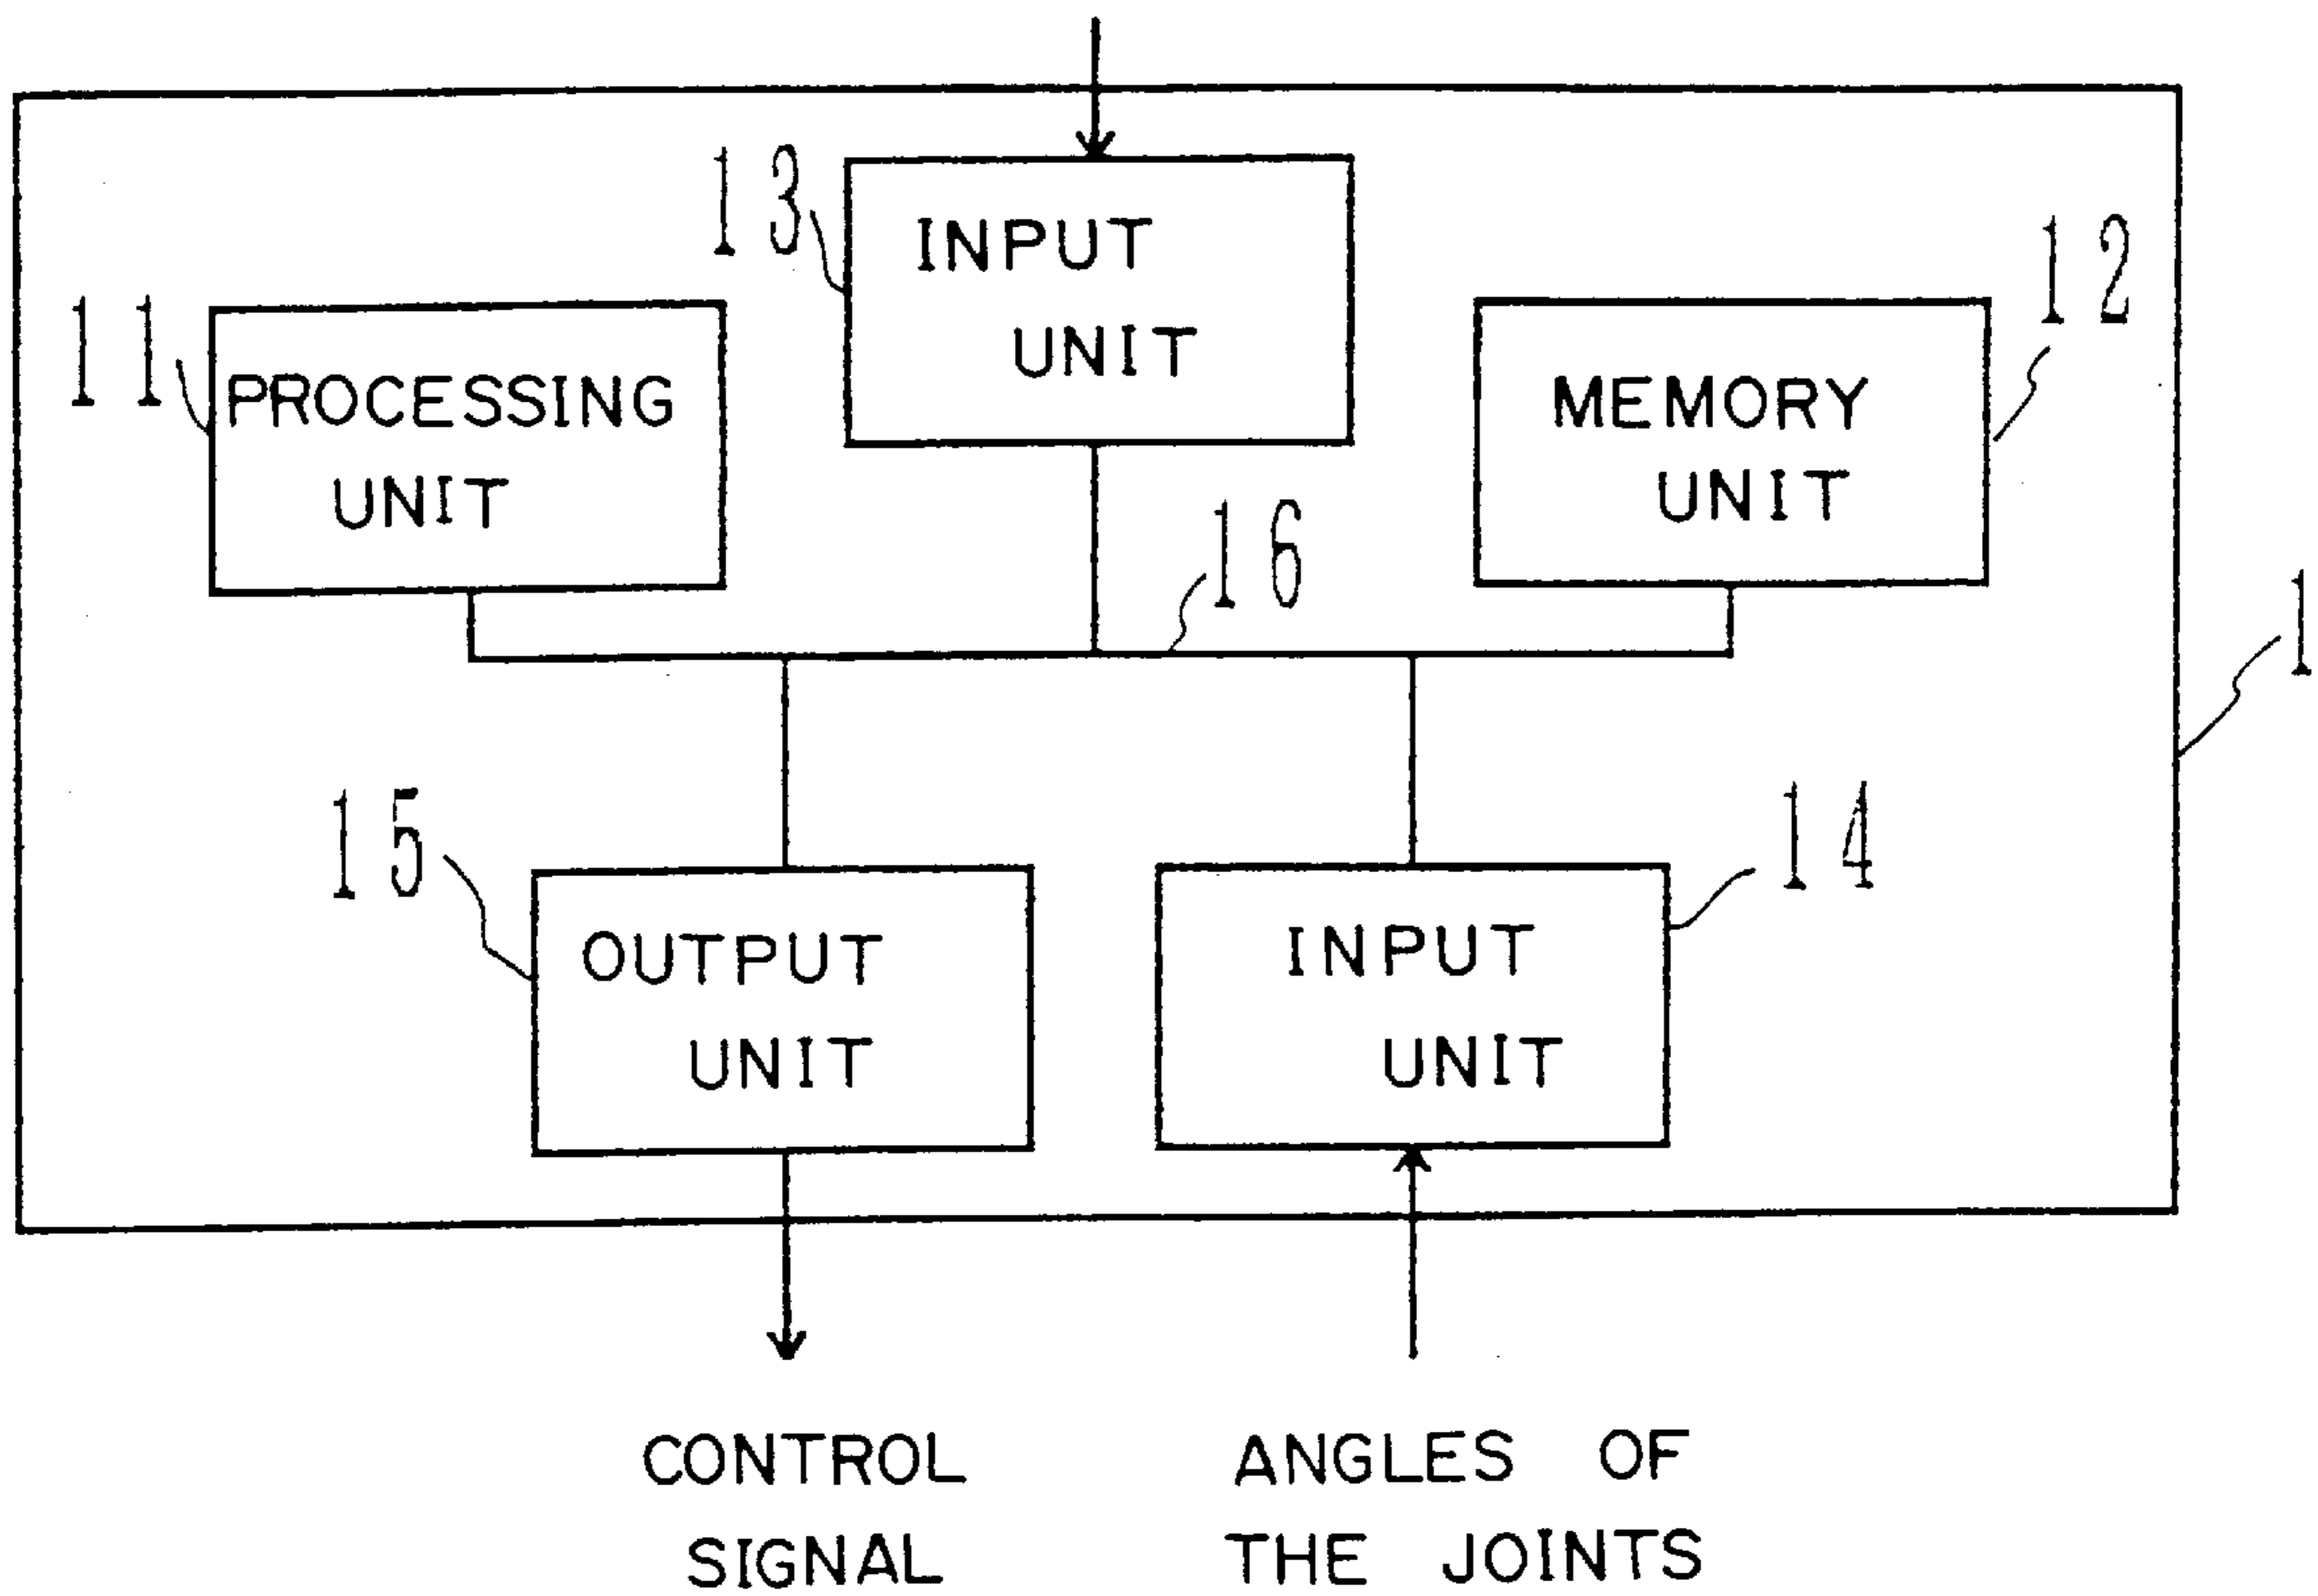 13
INPUT
UNIT
12
11
PROCESSING
UNIT
MEMORY
UNIT
16
1
15
14
OUTPUT
UNIT
INPUT
UNIT
CONTROL
SIGNAL
ANGLES OF
THE JOINTS